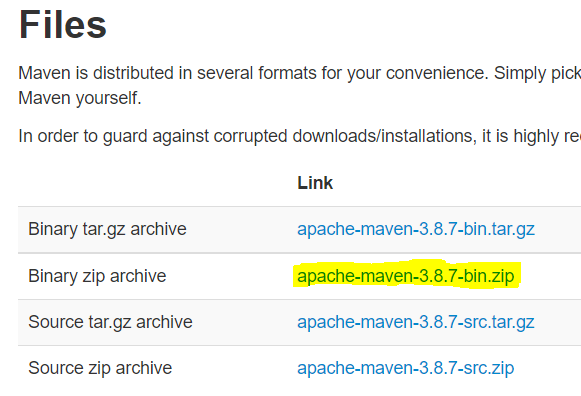 Files
Maven is distributed in several formats for your convenience. Simply pick
Maven yourself.
In order to guard against corrupted downloads/installations, it is highly
Link
Binary tar.gz archive apache-maven-3.8.7-bin.tar.gz
Binary zip archive apache-maven-3.8.7-bin.zip
Source tar.gz archive apache-maven-3.8.7-src.tar.gz
Source zip archive apache-maven-3.8.7-src.zip